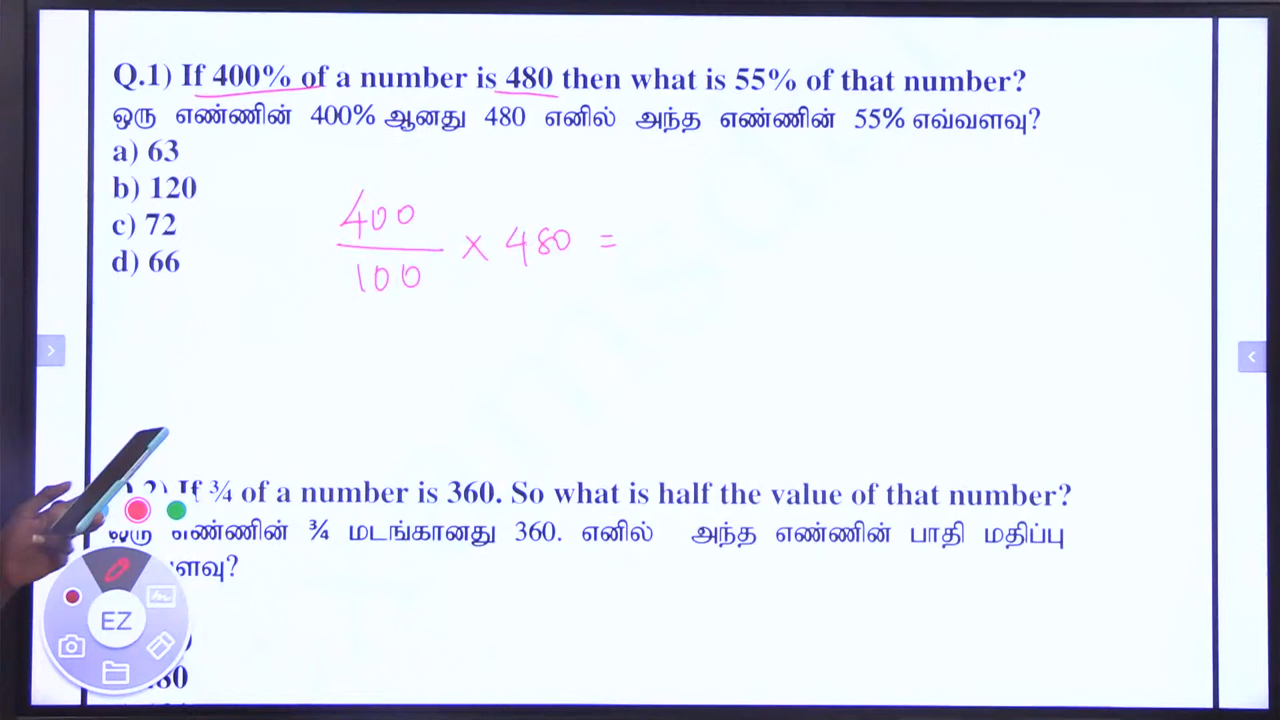 Q.1) If 400% of a number is 480 then what is 55% of that number?
ஒரு எண்ணின் 400% ஆனது 480 எனில் அந்த எண்ணின் 55% எவ்வளவு?
a) 63
b) 120
c) 72
d) 66
400
100
× 480 =
If ¾ of a number is 360. So what is half the value of that number?
எண்ணின் ¾ மடங்கானது 360. எனில் அந்த எண்ணின் பாதி மதிப்பு
EZ